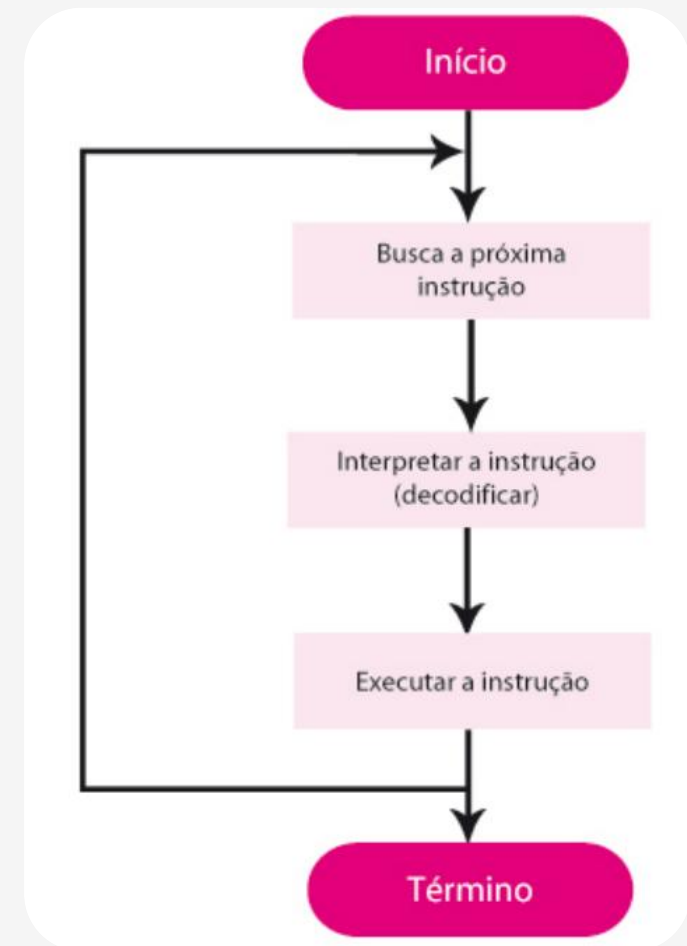 Início
Busca a próxima
instrução
Interpretar a instrução
(decodificar)
Executar a instrução
Término